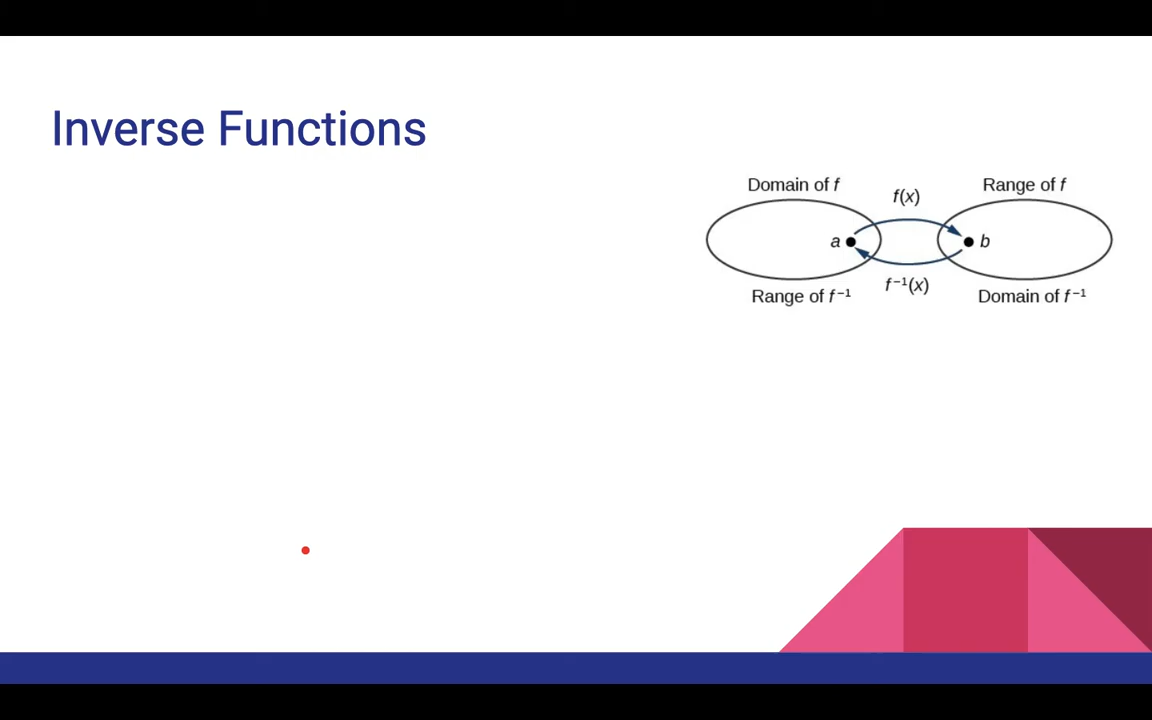 Inverse Functions
Domain of f
f(x)
Range of f
a
b
f⁻¹(x)
Range of f⁻¹
Domain of f⁻¹